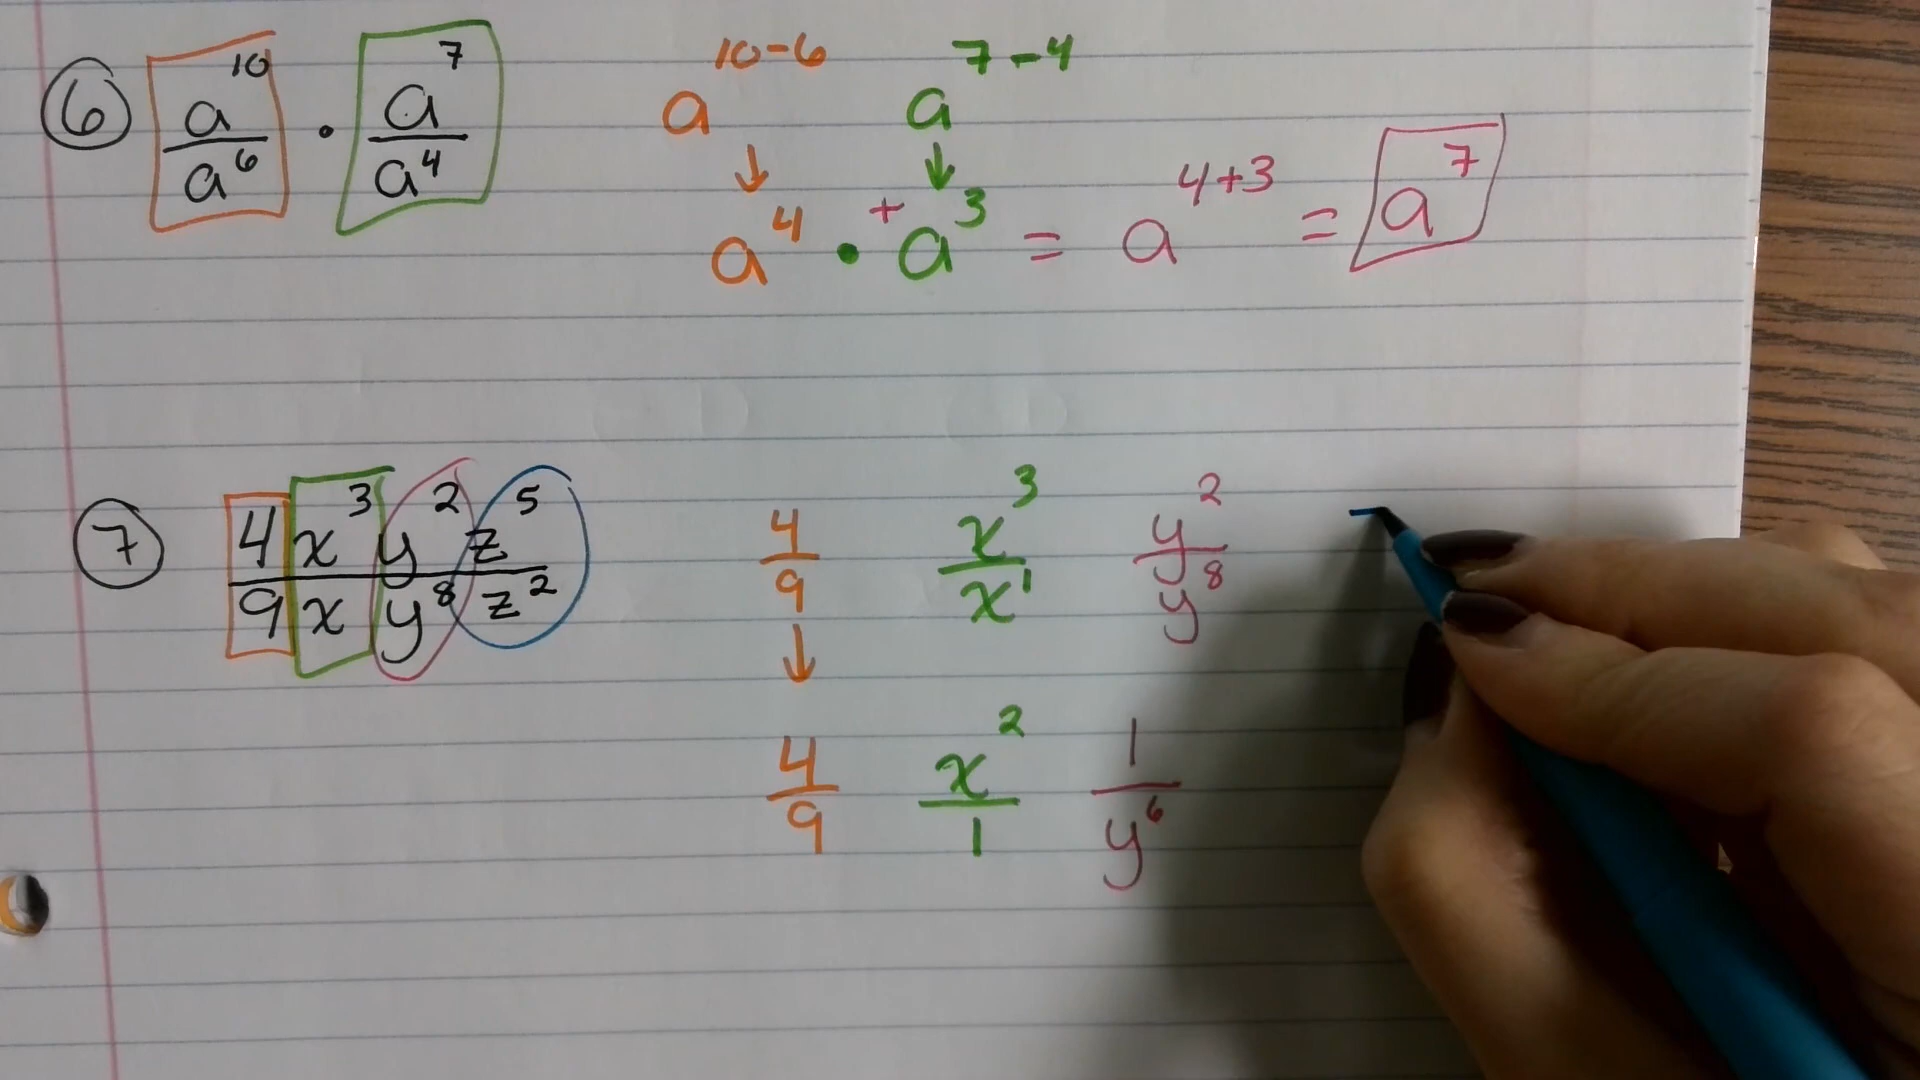 ⑥ a^10/a^6 · a^7/a^4 a^10-6 a^7-4
a^4 · + a^3 = a^4+3 = a^7
⑦ 4x^3y^2z^5/9xy^8z^2 4/9 x^3/x^1 y^2/y^8
4/9 x^2/1 1/y^6